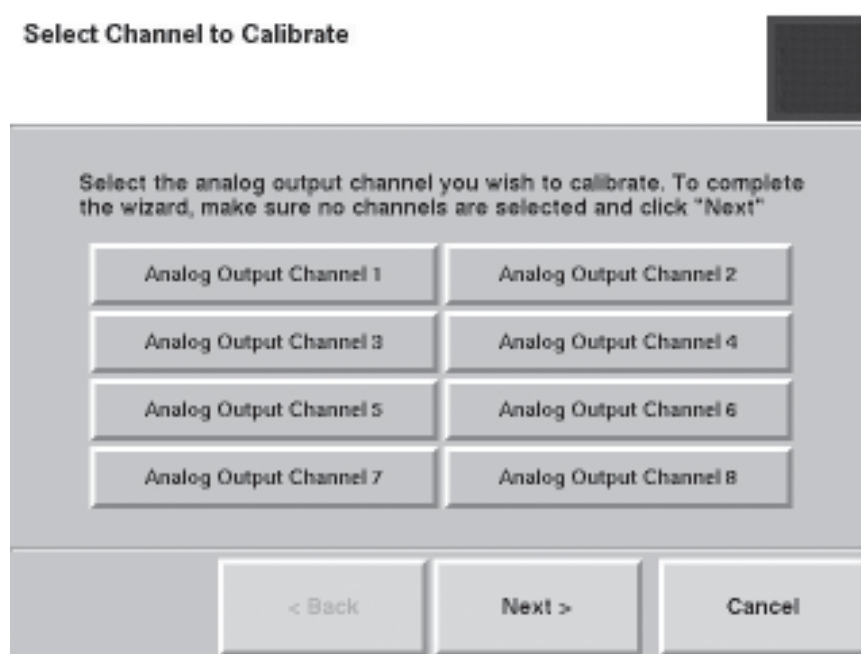 Select Channel to Calibrate
Select the analog output channel you wish to calibrate. To complete
the wizard, make sure no channels are selected and click "Next"
Analog Output Channel 1
Analog Output Channel 2
Analog Output Channel 3
Analog Output Channel 4
Analog Output Channel 5
Analog Output Channel 6
Analog Output Channel 7
Analog Output Channel 8
< Back
Next >
Cancel